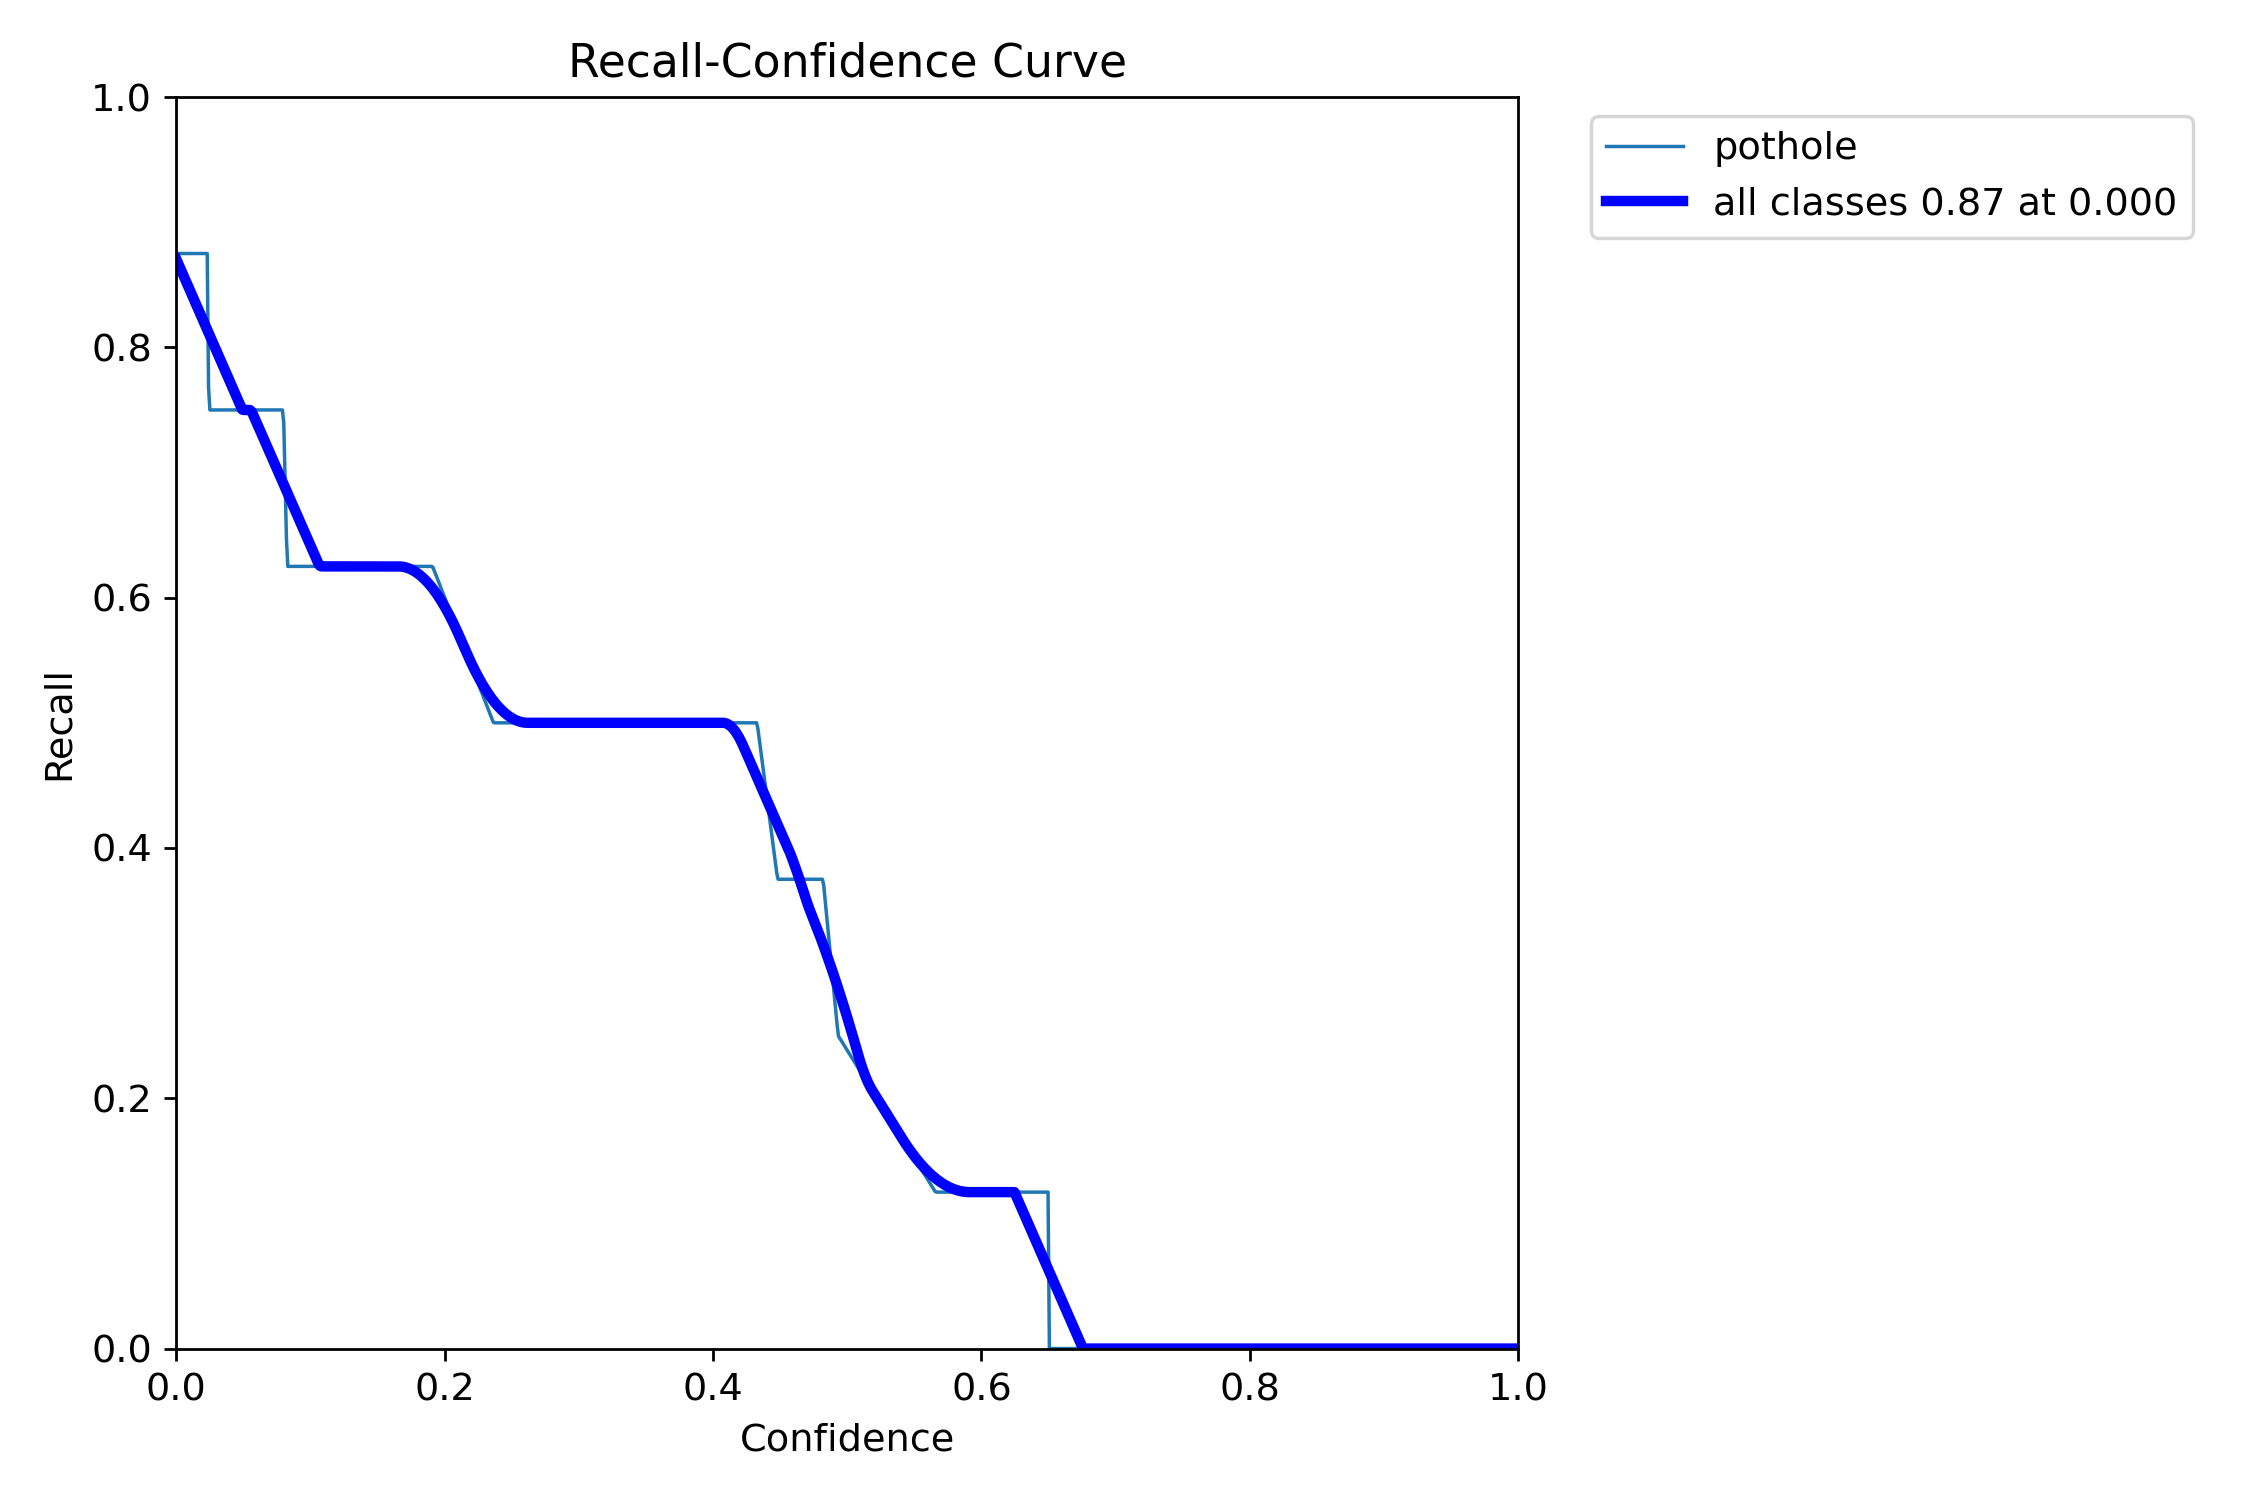 Recall-Confidence Curve
1.0
0.8
0.6
0.4
0.2
0.0
Recall
0.0 0.2 0.4 0.6 0.8 1.0
Confidence
pothole
all classes 0.87 at 0.000